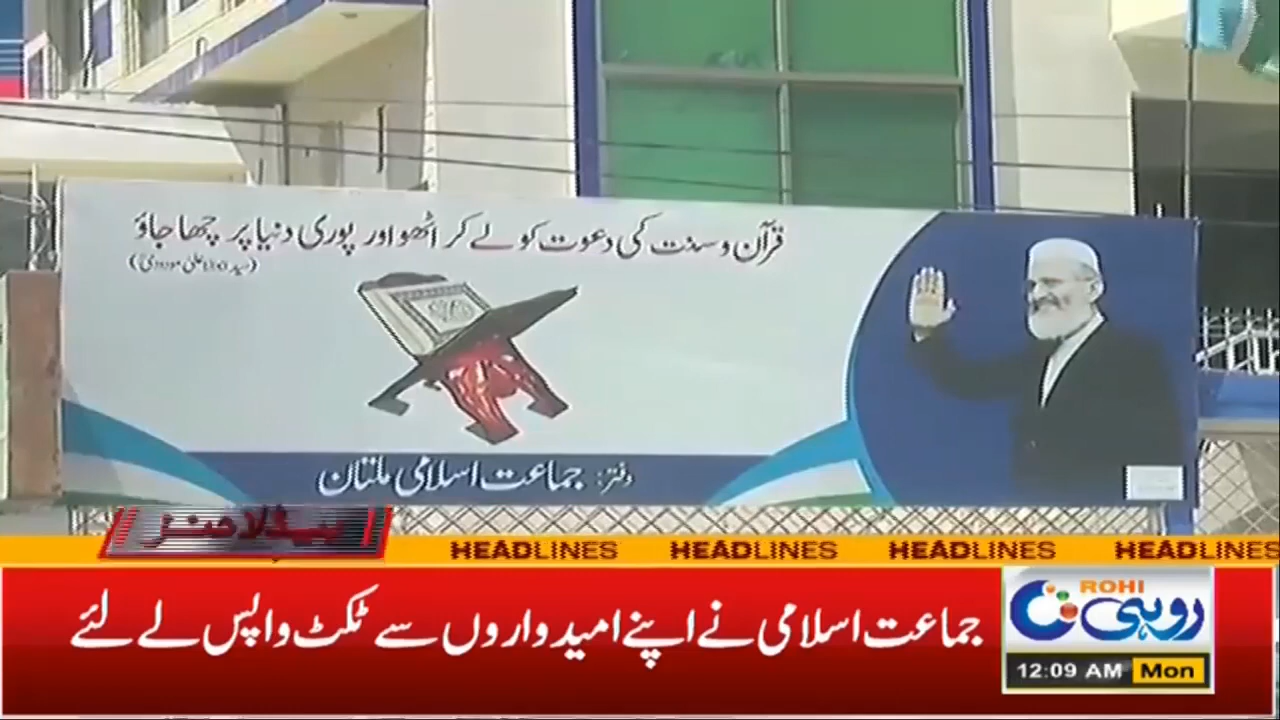 قرآن و سنت کی دعوت کو لے کر اٹھو اور پوری دنیا پر چھا جاؤ
دفتر: جماعت اسلامی ملتان
ہیڈلائنز
HEADLINES HEADLINES HEADLINES HEADLINES
جماعت اسلامی نے اپنے امیدواروں سے ٹکٹ واپس لے لئے
ROHI
روہی
12:09 AM Mon